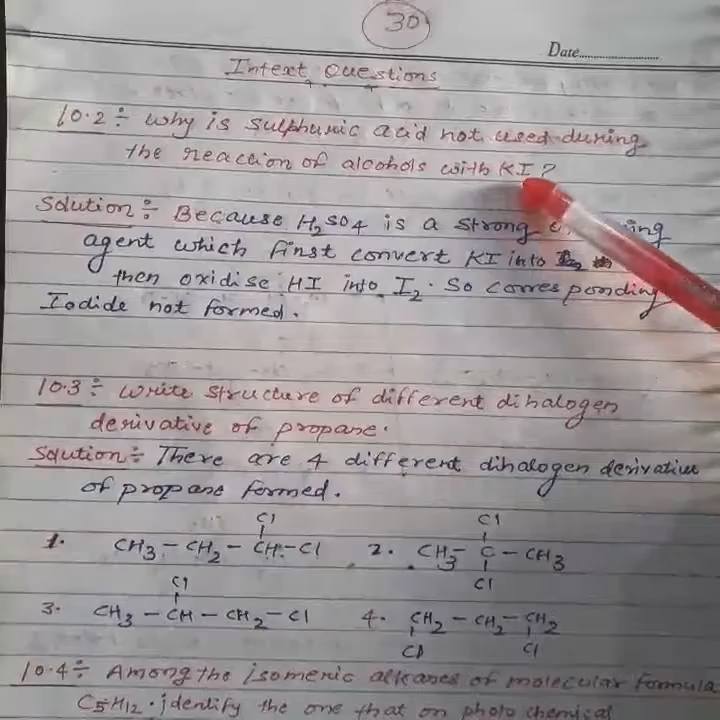 30
Date
Intext Questions
10.2 ÷ Why is sulphuric acid not used during
the reaction of alcohols with KI?
Solution ÷ Because H₂SO₄ is a strong
agent which first convert KI into
then oxidise HI into I₂. So corresponding
Iodide not formed.
10.3 ÷ Write structure of different dihalogen
derivative of propane.
Solution ÷ There are 4 different dihalogen derivative
of propane formed.
Cl Cl
1. CH₃ – CH₂ – CH – Cl 2. CH₃ – C – CH₃
Cl Cl
3. CH₃ – CH – CH₂ – Cl 4. CH₂ – CH₂ – CH₂
Cl Cl
10.4 ÷ Among the isomeric alkanes of molecular formula
C₅H₁₂. identify the one that on photo chemical